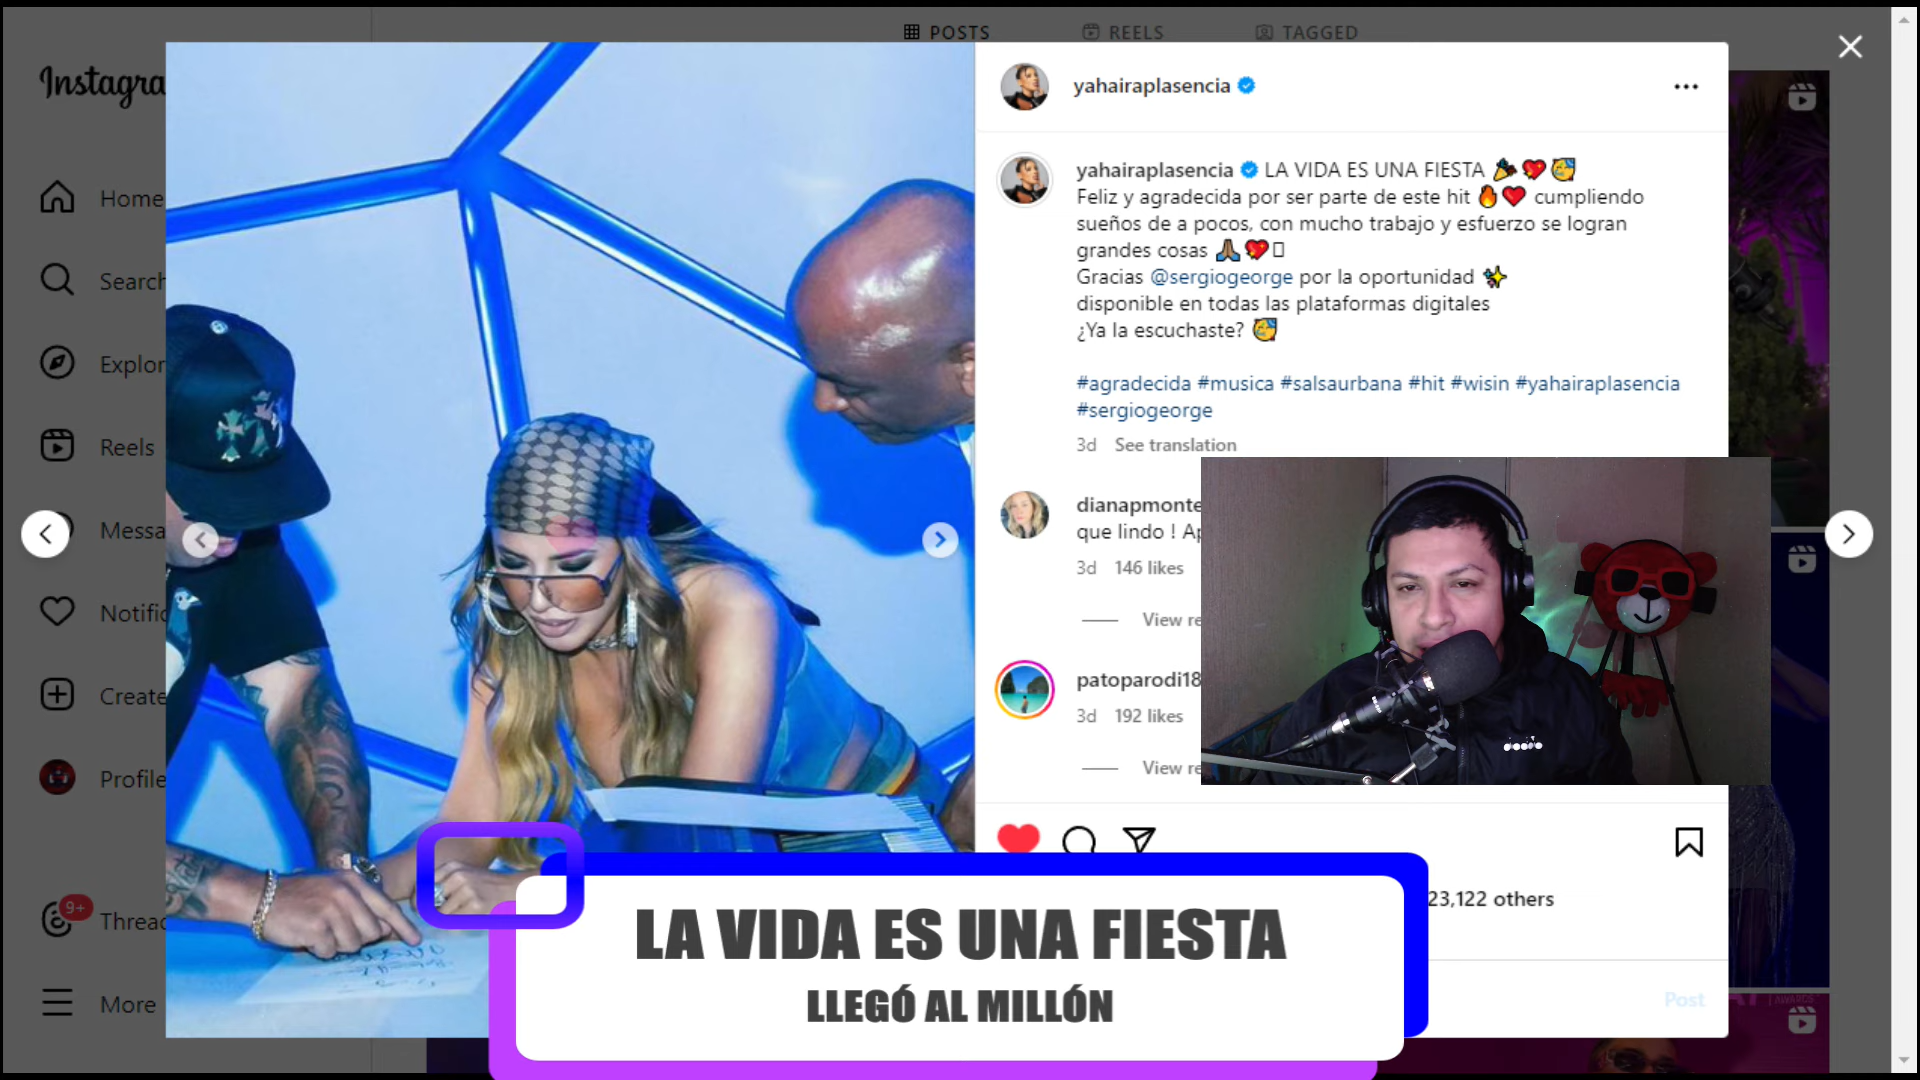 POSTS
REELS
TAGGED
Instagra
Home
Search
Explor
Reels
Messa
Notific
Create
Profile
9+
Threac
More
yahairaplasencia
yahairaplasencia LA VIDA ES UNA FIESTA 🎉💖🥳
Feliz y agradecida por ser parte de este hit 🔥❤️ cumpliendo
sueños de a pocos, con mucho trabajo y esfuerzo se logran
grandes cosas 🙏🏽💖
Gracias @sergiogeorge por la oportunidad ✨
disponible en todas las plataformas digitales
¿Ya la escuchaste? 🥳
#agradecida #musica #salsaurbana #hit #wisin #yahairaplasencia
#sergiogeorge
3d See translation
dianapmonte
que lindo ! Ap
3d 146 likes
View re
patoparodi18
3d 192 likes
View re
diadora
23,122 others
Post
AWARDS
LA VIDA ES UNA FIESTA
LLEGÓ AL MILLÓN